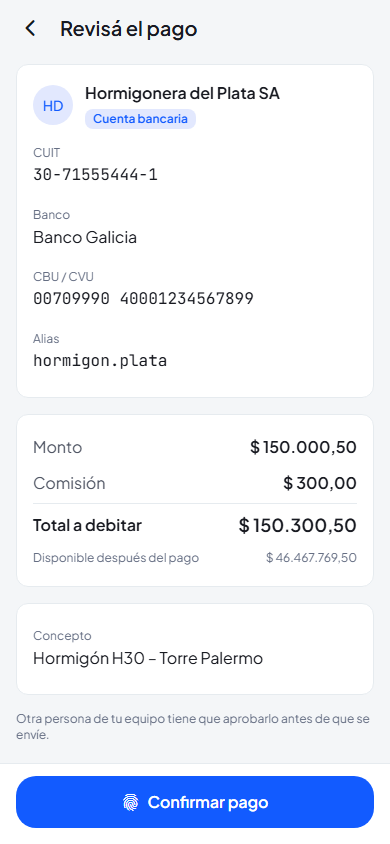 Revisá el pago
HD
Hormigonera del Plata SA
Cuenta bancaria
CUIT
30-71555444-1
Banco
Banco Galicia
CBU / CVU
00709990 40001234567899
Alias
hormigon.plata
Monto $ 150.000,50
Comisión $ 300,00
Total a debitar $ 150.300,50
Disponible después del pago $ 46.467.769,50
Concepto
Hormigón H30 – Torre Palermo
Otra persona de tu equipo tiene que aprobarlo antes de que se
envíe.
Confirmar pago